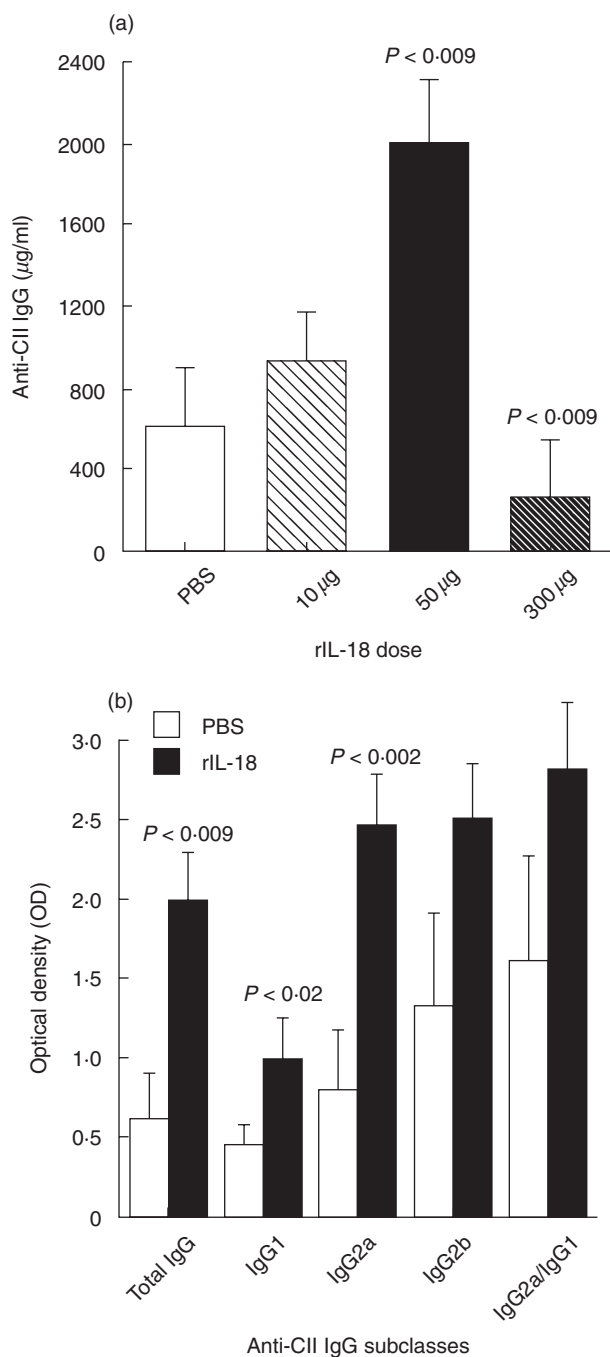 (a)
P < 0·009
2400
2000
1600
1200
800
400
0
Anti-CII IgG (μg/ml)
P < 0·009
PBS
10 μg
50 μg
300 μg
rIL-18 dose
(b)
PBS
rIL-18
3·0
2·5
2·0
1·5
1·0
0·5
0
Optical density (OD)
P < 0·009
P < 0·02
P < 0·002
Total IgG
IgG1
IgG2a
IgG2b
IgG2a/IgG1
Anti-CII IgG subclasses